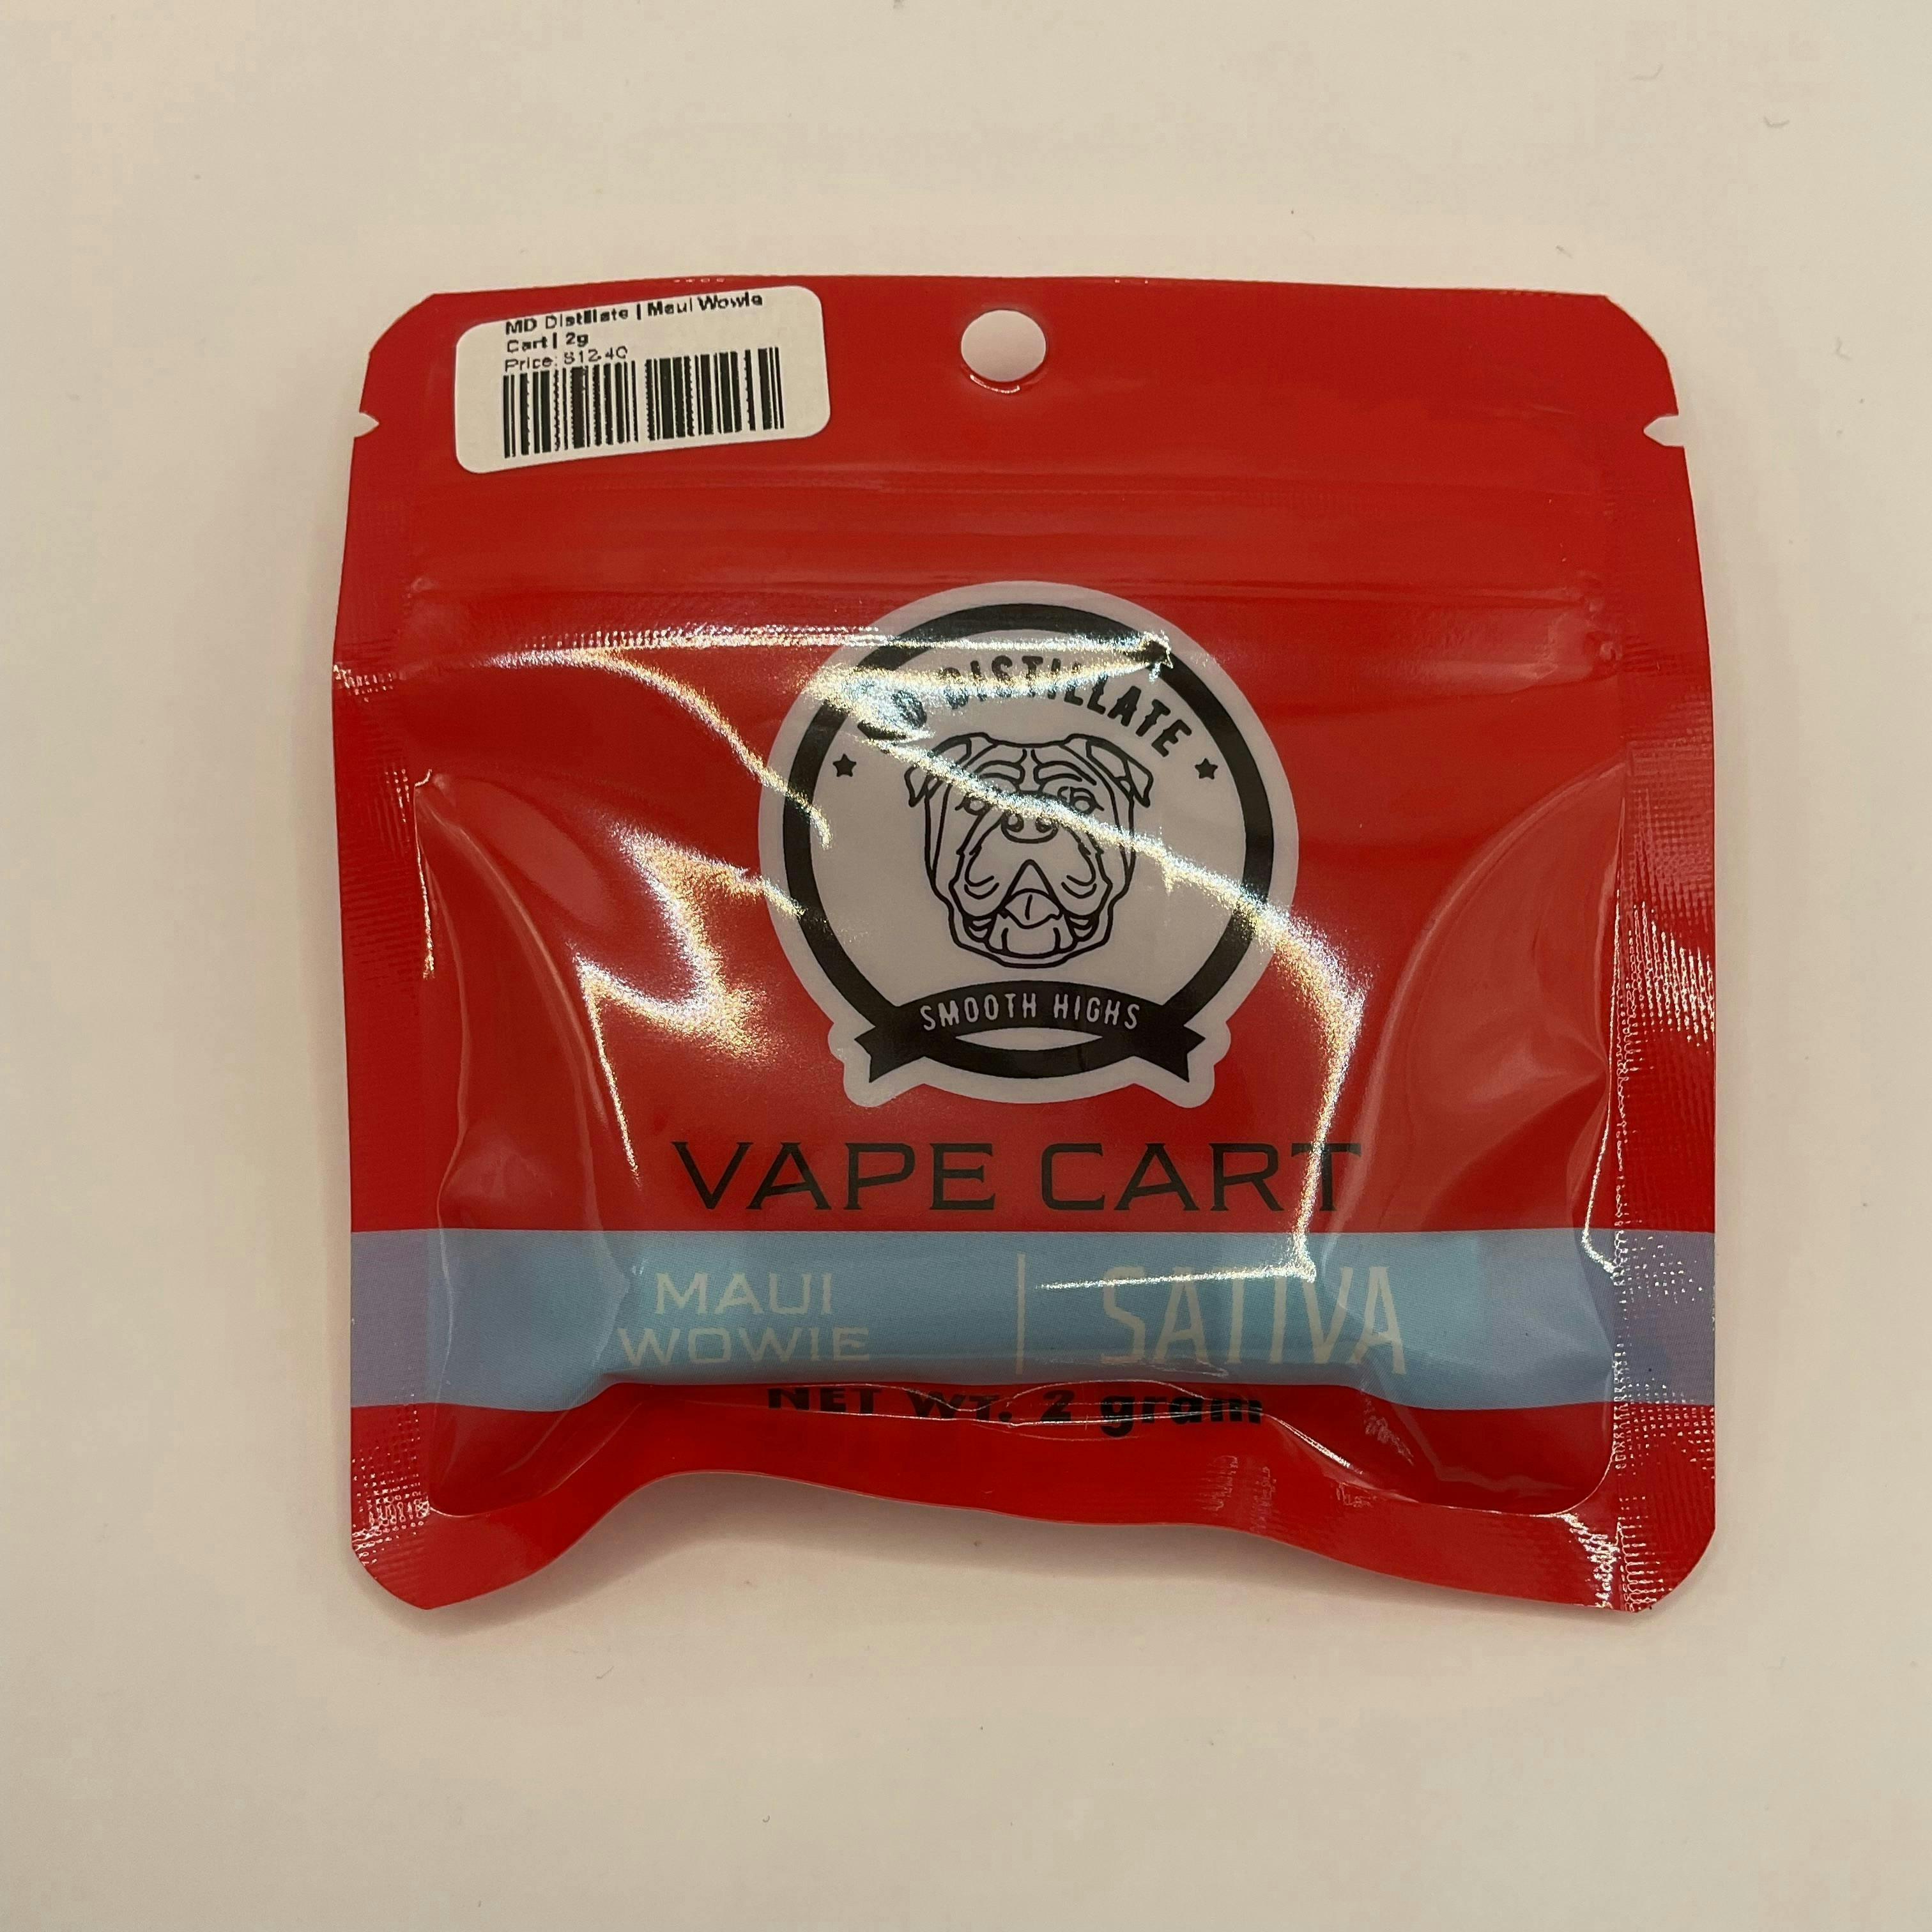 MD Distillate | Maui Wowie
Cart | 2g
Price: $12.40
MD DISTILLATE
SMOOTH HIGHS
VAPE CART
MAUI
WOWIE
SATIVA
NET WT. 2 gram